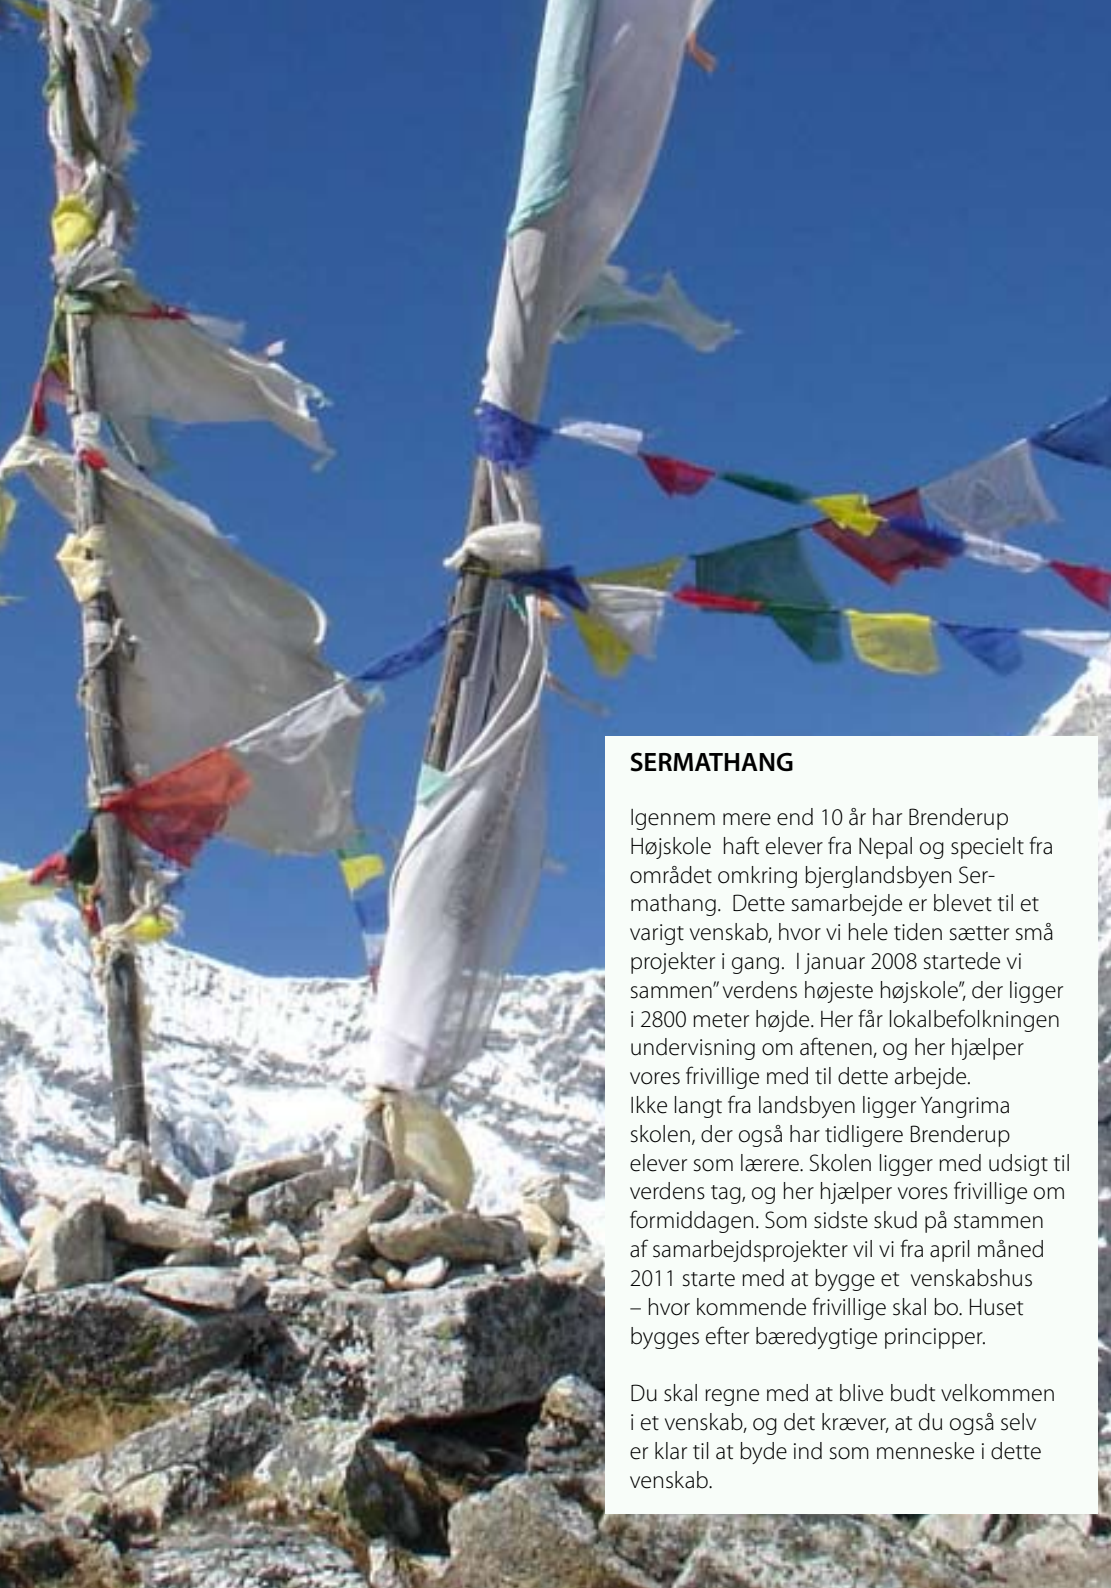 SERMATHANG
Igennem mere end 10 år har Brenderup
Højskole  haft elever fra Nepal og specielt fra
området omkring bjerglandsbyen Ser-
mathang.  Dette samarbejde er blevet til et
varigt venskab, hvor vi hele tiden sætter små
projekter i gang.  I januar 2008 startede vi
sammen” verdens højeste højskole”, der ligger
i 2800 meter højde. Her får lokalbefolkningen
undervisning om aftenen, og her hjælper
vores frivillige med til dette arbejde.
Ikke langt fra landsbyen ligger Yangrima
skolen, der også har tidligere Brenderup
elever som lærere. Skolen ligger med udsigt til
verdens tag, og her hjælper vores frivillige om
formiddagen. Som sidste skud på stammen
af samarbejdsprojekter vil vi fra april måned
2011 starte med at bygge et  venskabshus
– hvor kommende frivillige skal bo. Huset
bygges efter bæredygtige principper.
Du skal regne med at blive budt velkommen
i et venskab, og det kræver, at du også selv
er klar til at byde ind som menneske i dette
venskab.